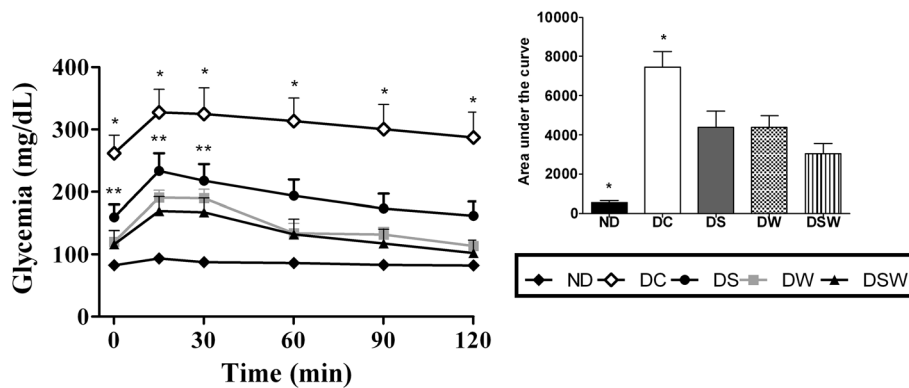 Glycemia (mg/dL)
400
300
200
100
0
* * * * * *
** ** **
0 15 30 60 90 120
Time (min)
Area under the curve
10000
8000
6000
4000
2000
0
* *
ND DC DS DW DSW
ND DC DS DW DSW